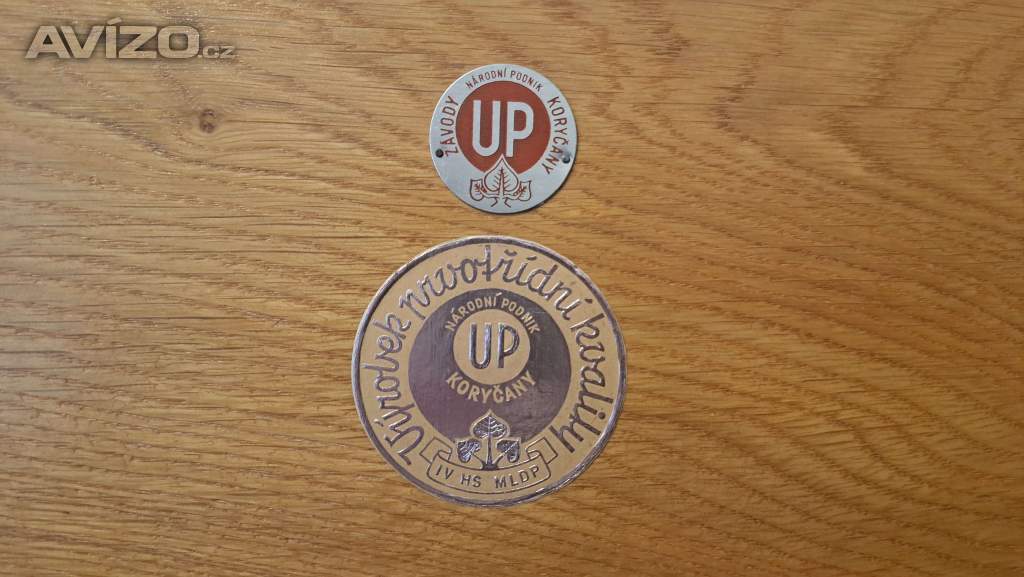 AVÍZO.cz
NÁRODNÍ PODNIK
ZÁVODY UP KORYČANY
Výrobek prvotřídní kvality
NÁRODNÍ PODNIK
UP
KORYČANY
IV HS MLDP